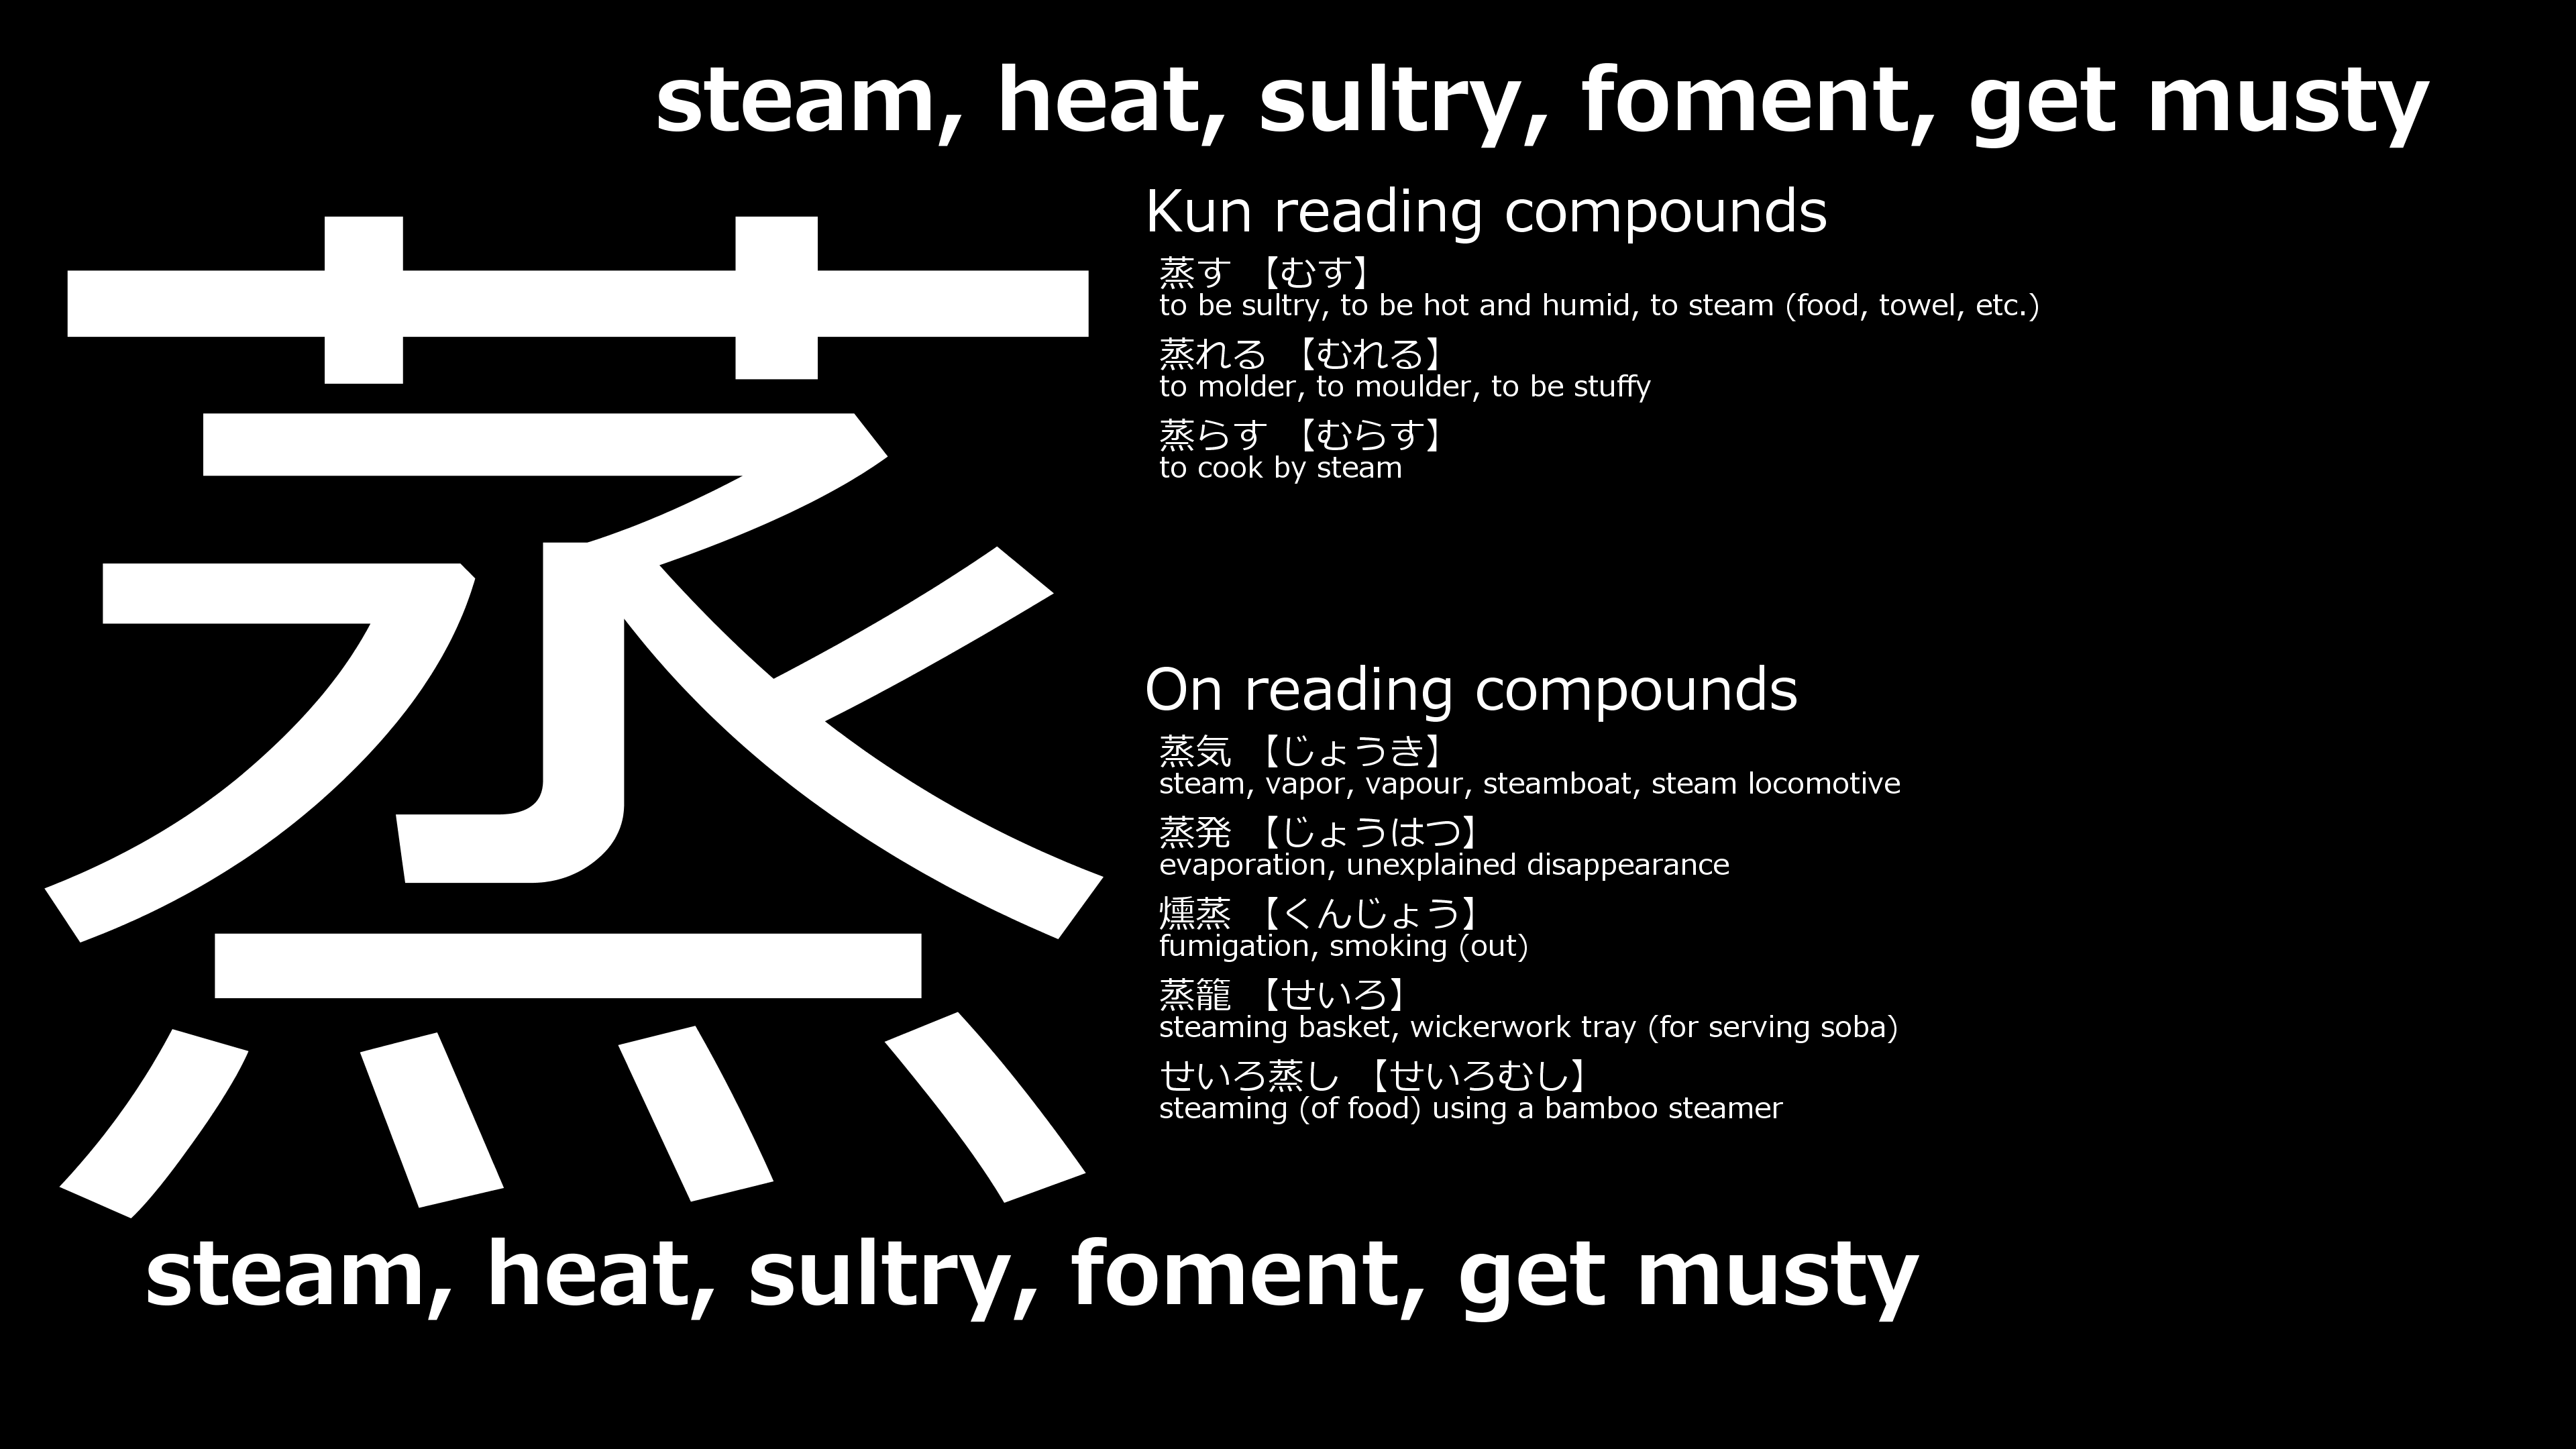 steam, heat, sultry, foment, get musty
蒸
Kun reading compounds
蒸す 【むす】
to be sultry, to be hot and humid, to steam (food, towel, etc.)
蒸れる 【むれる】
to molder, to moulder, to be stuffy
蒸らす 【むらす】
to cook by steam
On reading compounds
蒸気 【じょうき】
steam, vapor, vapour, steamboat, steam locomotive
蒸発 【じょうはつ】
evaporation, unexplained disappearance
燻蒸 【くんじょう】
fumigation, smoking (out)
蒸籠 【せいろ】
steaming basket, wickerwork tray (for serving soba)
せいろ蒸し 【せいろむし】
steaming (of food) using a bamboo steamer
steam, heat, sultry, foment, get musty